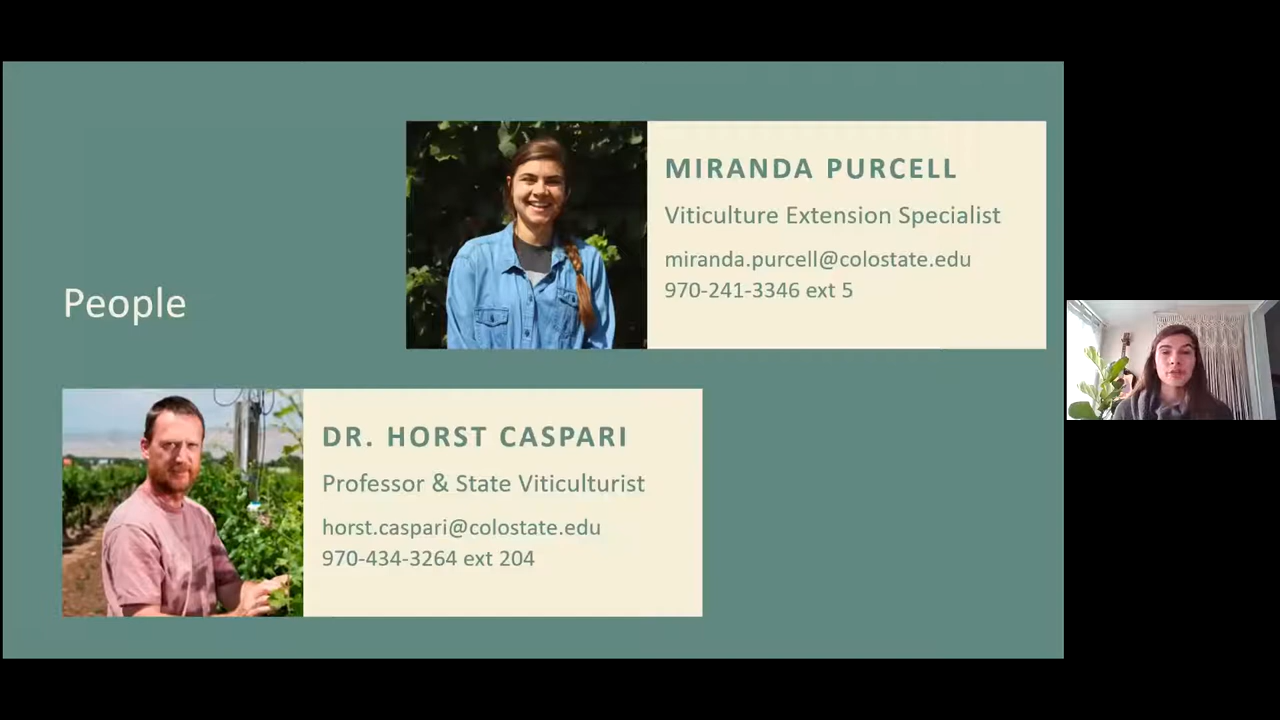 People
MIRANDA PURCELL
Viticulture Extension Specialist
miranda.purcell@colostate.edu
970-241-3346 ext 5
DR. HORST CASPARI
Professor & State Viticulturist
horst.caspari@colostate.edu
970-434-3264 ext 204